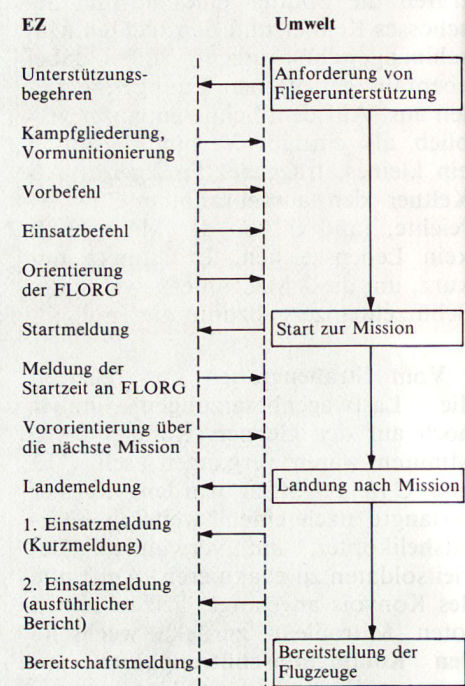 EZ
Umwelt
Unterstützungs-
begehren
Anforderung von
Fliegerunterstützung
Kampfgliederung,
Vormunitionierung
Vorbefehl
Einsatzbefehl
Orientierung
der FLORG
Startmeldung
Start zur Mission
Meldung der
Startzeit an FLORG
Vororientierung über
die nächste Mission
Landemeldung
Landung nach Mission
1. Einsatzmeldung
(Kurzmeldung)
2. Einsatzmeldung
(ausführlicher
Bericht)
Bereitschaftsmeldung
Bereitstellung der
Flugzeuge